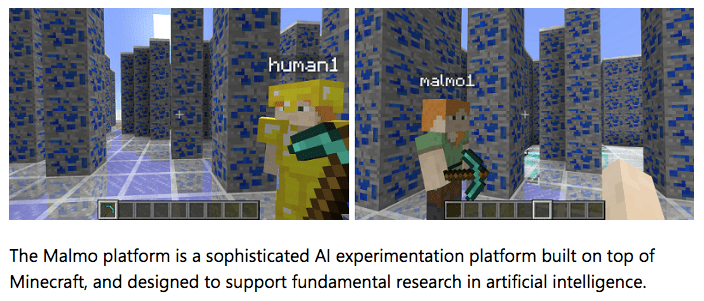 human1
malmo1
The Malmo platform is a sophisticated AI experimentation platform built on top of
Minecraft, and designed to support fundamental research in artificial intelligence.